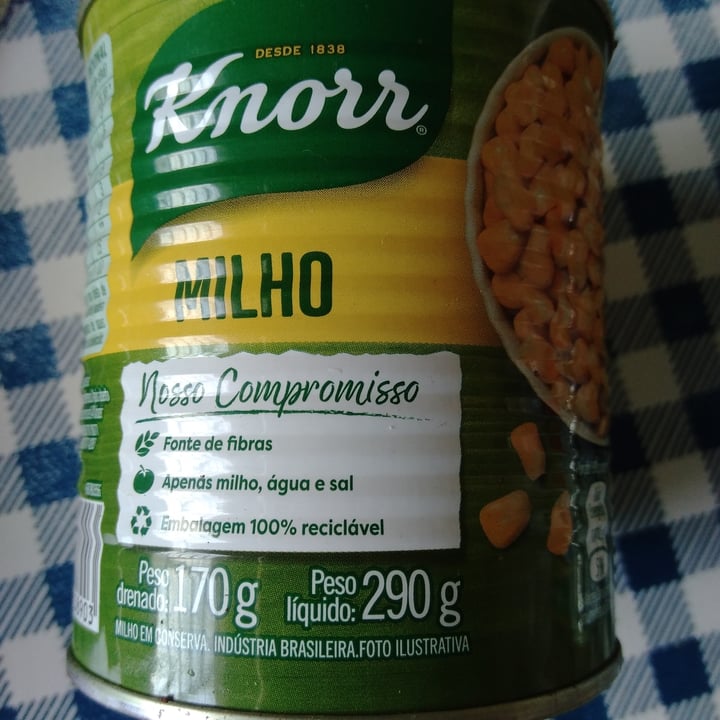 DESDE 1838
Knorr
MILHO
Nosso Compromisso
Fonte de fibras
Apenas milho, água e sal
Embalagem 100% reciclável
Peso drenado: 170 g
Peso líquido: 290 g
MILHO EM CONSERVA. INDÚSTRIA BRASILEIRA.FOTO ILUSTRATIVA